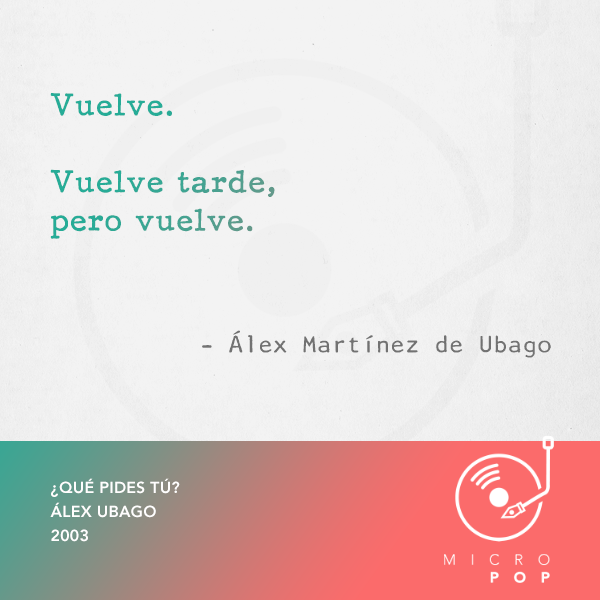 Vuelve.
Vuelve tarde,
pero vuelve.
- Álex Martínez de Ubago
¿QUÉ PIDES TÚ?
ÁLEX UBAGO
2003
MICRO
POP